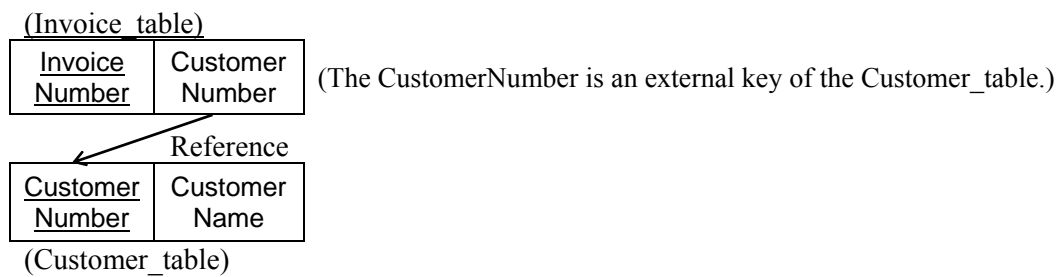 (Invoice_table)
Invoice Customer
Number Number
(The CustomerNumber is an external key of the Customer_table.)
Reference
Customer Customer
Number Name
(Customer_table)